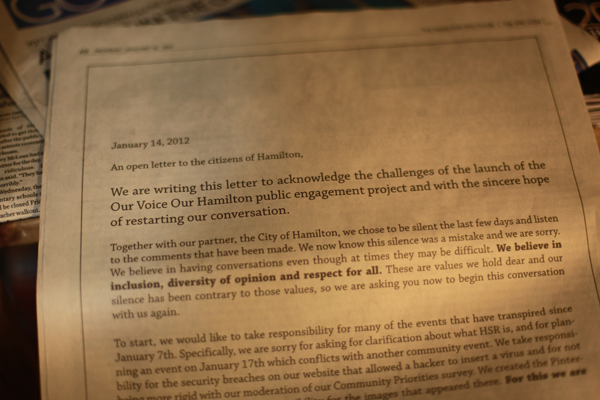 January 14, 2012
An open letter to the citizens of Hamilton,
We are writing this letter to acknowledge the challenges of the launch of the
Our Voice Our Hamilton public engagement project and with the sincere hope
of restarting our conversation.
Together with our partner, the City of Hamilton, we chose to be silent the last few days and listen
to the comments that have been made. We now know this silence was a mistake and we are sorry.
We believe in having conversations even though at times they may be difficult. We believe in
inclusion, diversity of opinion and respect for all. These are values we hold dear and our
silence has been contrary to those values, so we are asking you now to begin this conversation
with us again.
To start, we would like to take responsibility for many of the events that have transpired since
January 7th. Specifically, we are sorry for asking for clarification about what HSR is, and for plan-
ning an event on January 17th which conflicts with another community event. We take responsi-
bility for the security breaches on our website that allowed a hacker to insert a virus and for not
being more rigid with our moderation of our Community Priorities survey. We created the Pinter-
for the images that appeared there. For this we are